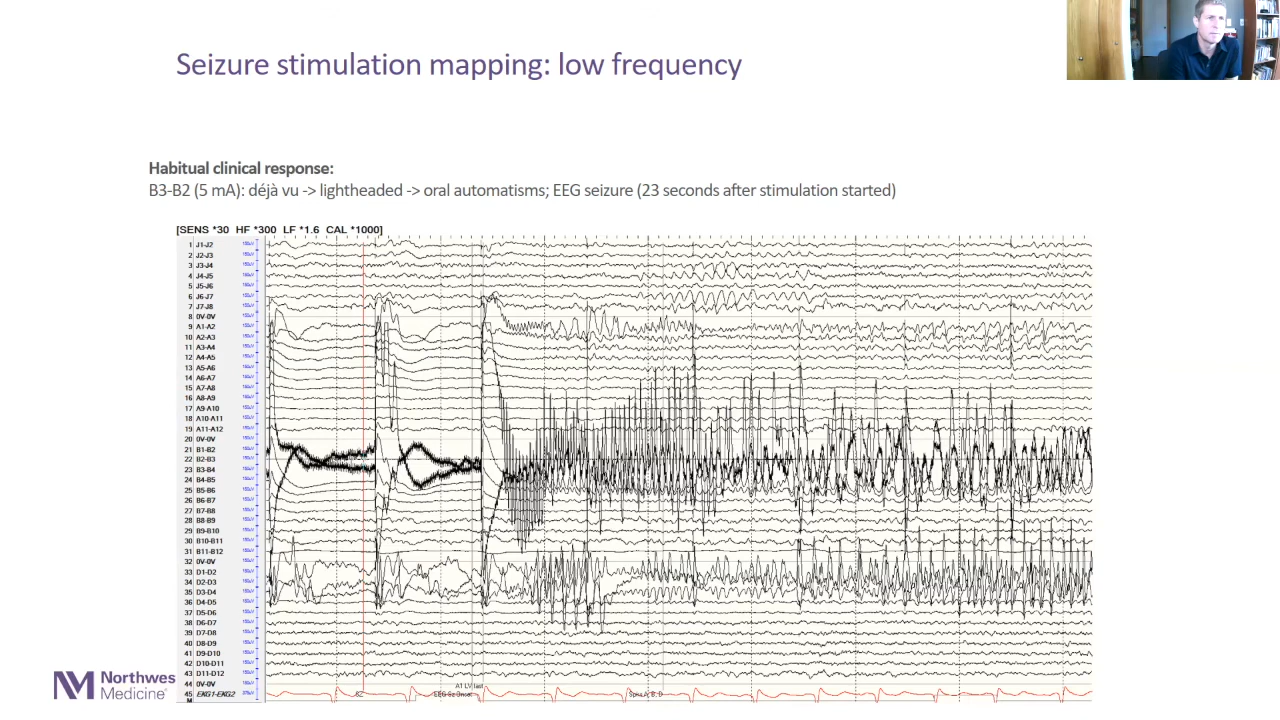 Seizure stimulation mapping: low frequency
Habitual clinical response:
B3-B2 (5 mA): déjà vu -> lightheaded -> oral automatisms; EEG seizure (23 seconds after stimulation started)
[SENS *30 HF *300 LF *1.6 CAL *1000]
1 J1-J2
2 J2-J3
3 J3-J4
4 J4-J5
5 J5-J6
6 J6-J7
7 J7-J8
8 0V-0V
9 A1-A2
10 A2-A3
11 A3-A4
12 A4-A5
13 A5-A6
14 A6-A7
15 A7-A8
16 A8-A9
17 A9-A10
18 A10-A11
19 A11-A12
20 0V-0V
21 B1-B2
22 B2-B3
23 B3-B4
24 B4-B5
25 B5-B6
26 B6-B7
27 B7-B8
28 B8-B9
29 B9-B10
30 B10-B11
31 B11-B12
32 0V-0V
33 D1-D2
34 D2-D3
35 D3-D4
36 D4-D5
37 D5-D6
38 D6-D7
39 D7-D8
40 D8-D9
41 D9-D10
42 D10-D11
43 D11-D12
44 0V-0V
45 EKG1-EKG2
M
A1 LV last
EEG Sz Onset
Northwes
Medicine